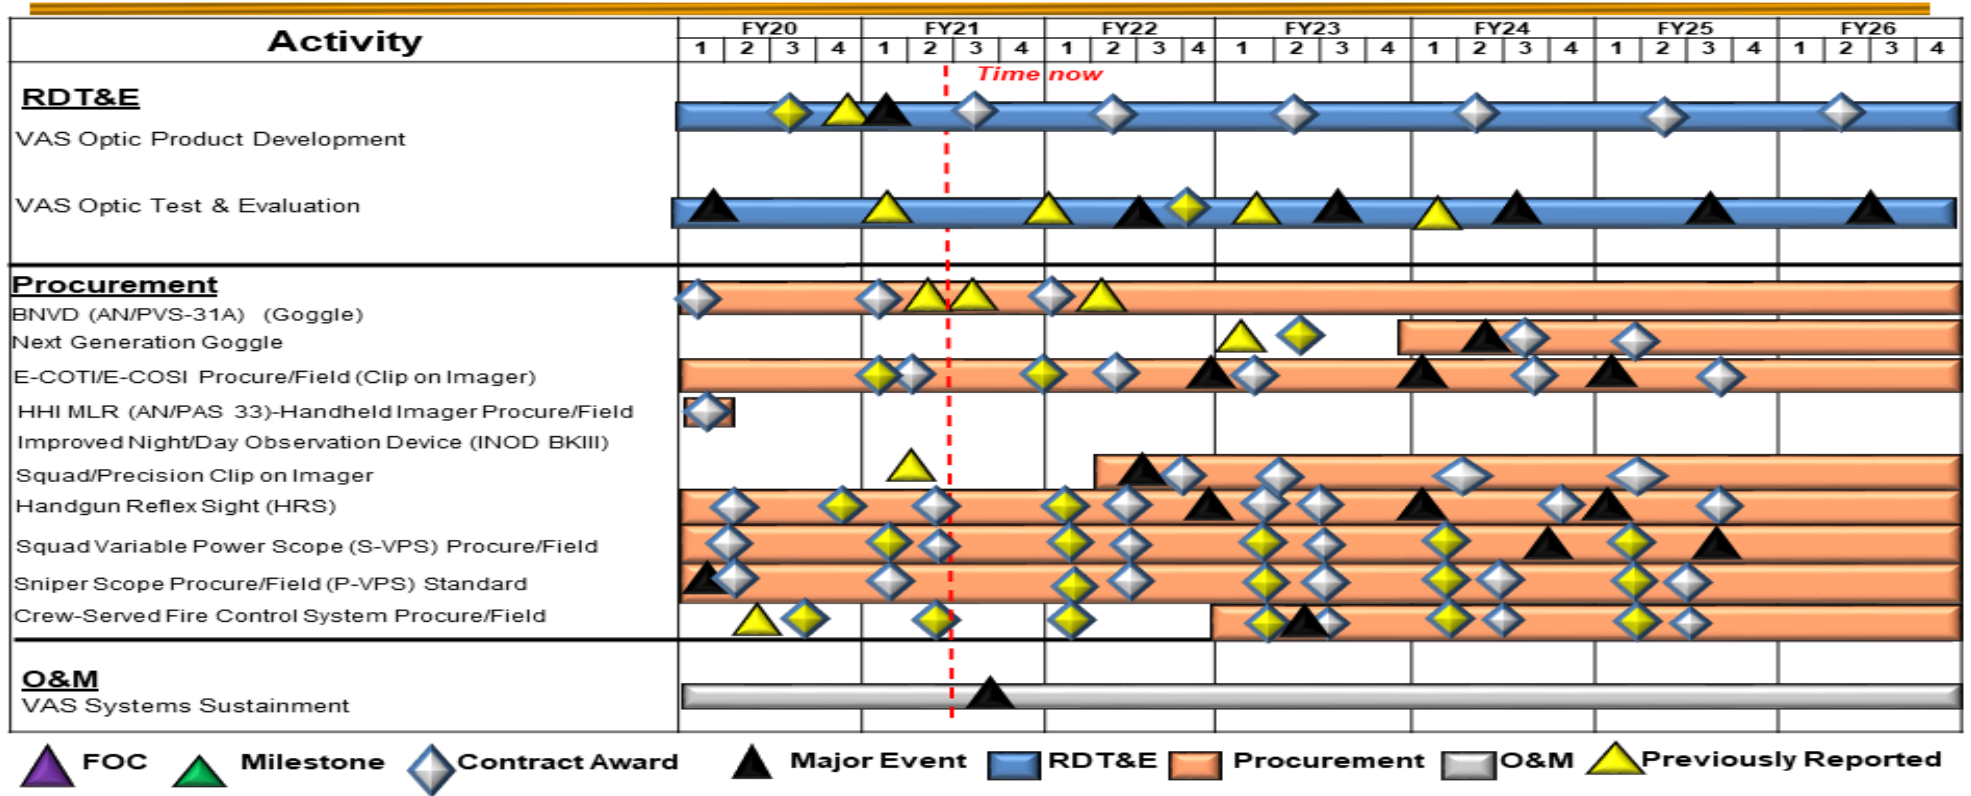 Activity FY20 FY21 FY22 FY23 FY24 FY25 FY26
1 2 3 4 1 2 3 4 1 2 3 4 1 2 3 4 1 2 3 4 1 2 3 4 1 2 3 4
Time now
RDT&E
VAS Optic Product Development
VAS Optic Test & Evaluation
Procurement
BNVD (AN/PVS-31A) (Goggle)
Next Generation Goggle
E-COTI/E-COSI Procure/Field (Clip on Imager)
HHI MLR (AN/PAS 33)-Handheld Imager Procure/Field
Improved Night/Day Observation Device (INOD BKIII)
Squad/Precision Clip on Imager
Handgun Reflex Sight (HRS)
Squad Variable Power Scope (S-VPS) Procure/Field
Sniper Scope Procure/Field (P-VPS) Standard
Crew-Served Fire Control System Procure/Field
O&M
VAS Systems Sustainment
FOC Milestone Contract Award Major Event RDT&E Procurement O&M Previously Reported